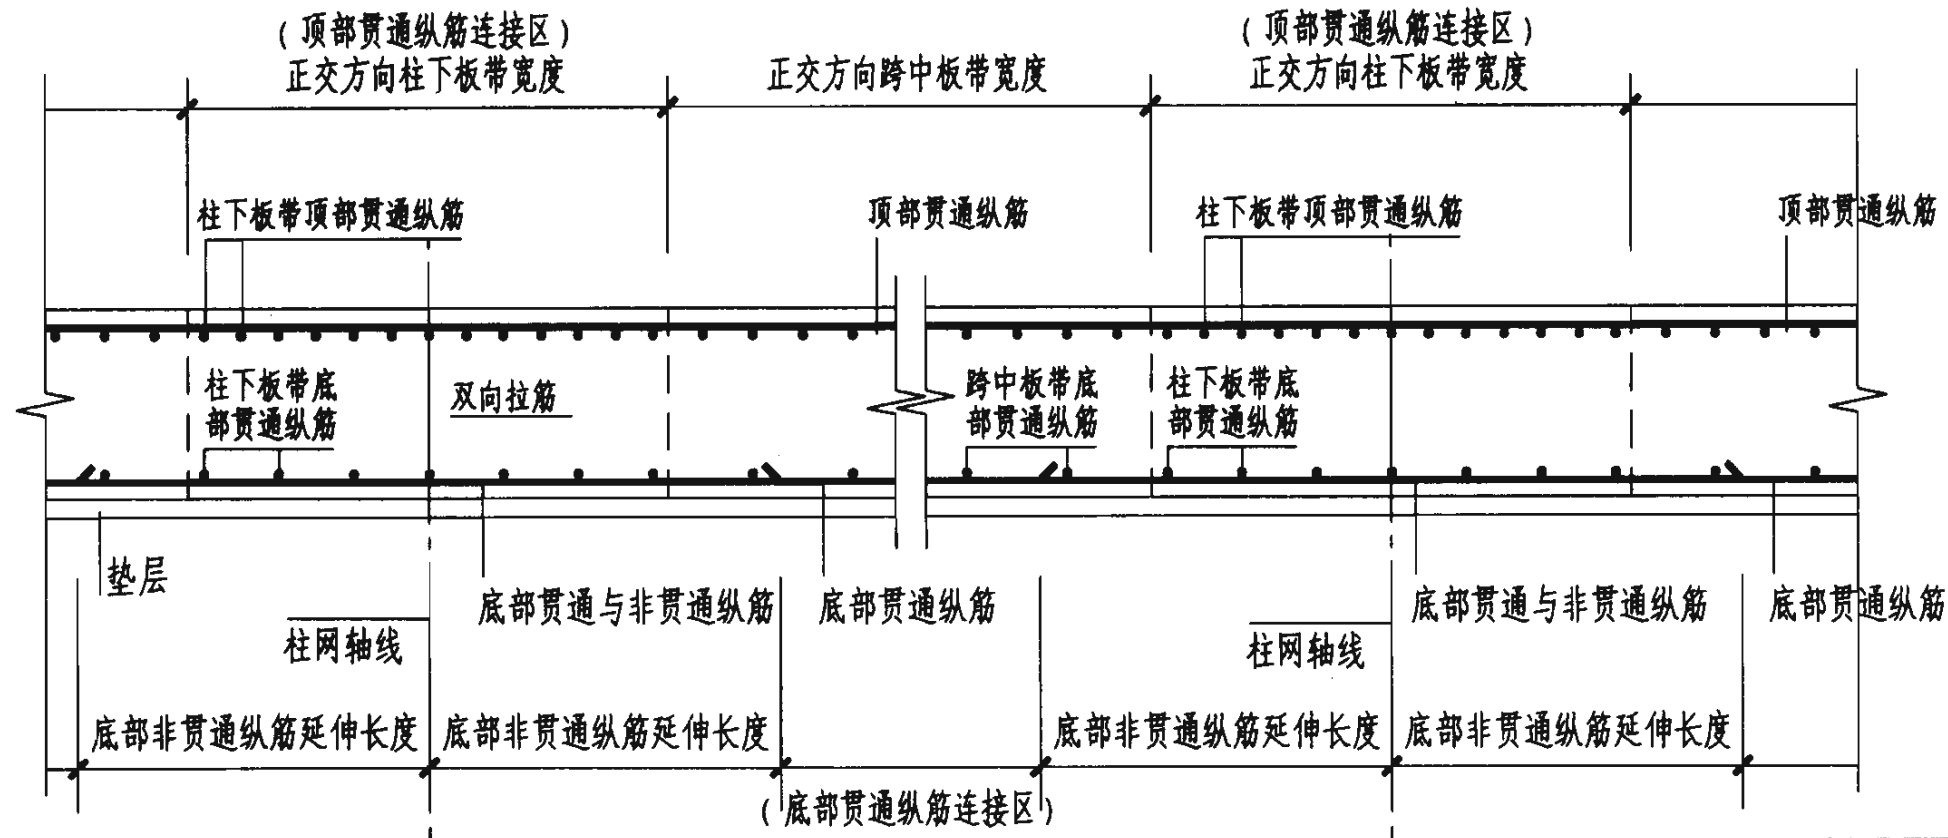 （顶部贯通纵筋连接区）
正交方向柱下板带宽度
正交方向跨中板带宽度
（顶部贯通纵筋连接区）
正交方向柱下板带宽度
柱下板带顶部贯通纵筋
顶部贯通纵筋
柱下板带顶部贯通纵筋
顶部贯通纵筋
柱下板带底
部贯通纵筋
双向拉筋
跨中板带底
部贯通纵筋
柱下板带底
部贯通纵筋
垫层
底部贯通与非贯通纵筋
底部贯通纵筋
底部贯通与非贯通纵筋
底部贯通纵筋
柱网轴线
柱网轴线
底部非贯通纵筋延伸长度
底部非贯通纵筋延伸长度
底部非贯通纵筋延伸长度
底部非贯通纵筋延伸长度
（底部贯通纵筋连接区）